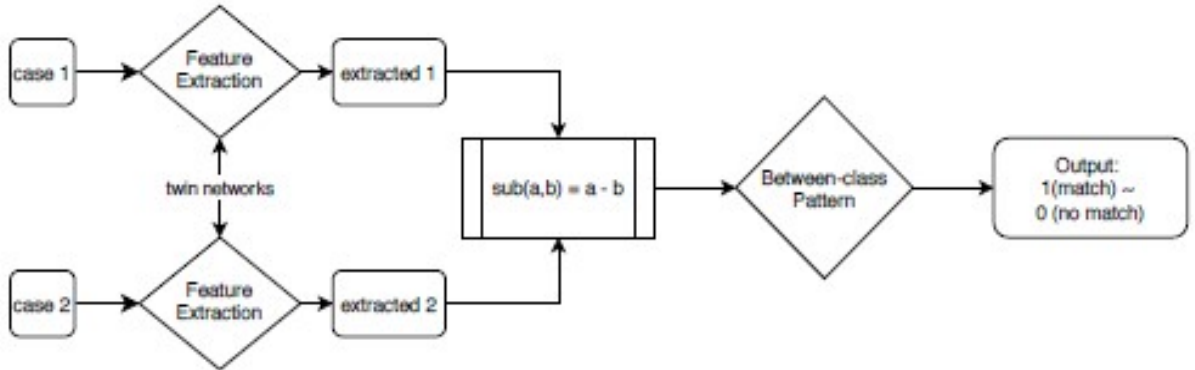 case 1
Feature
Extraction
extracted 1
twin networks
sub(a,b) = a - b
Between-class
Pattern
Output:
1(match) ~
0 (no match)
case 2
Feature
Extraction
extracted 2